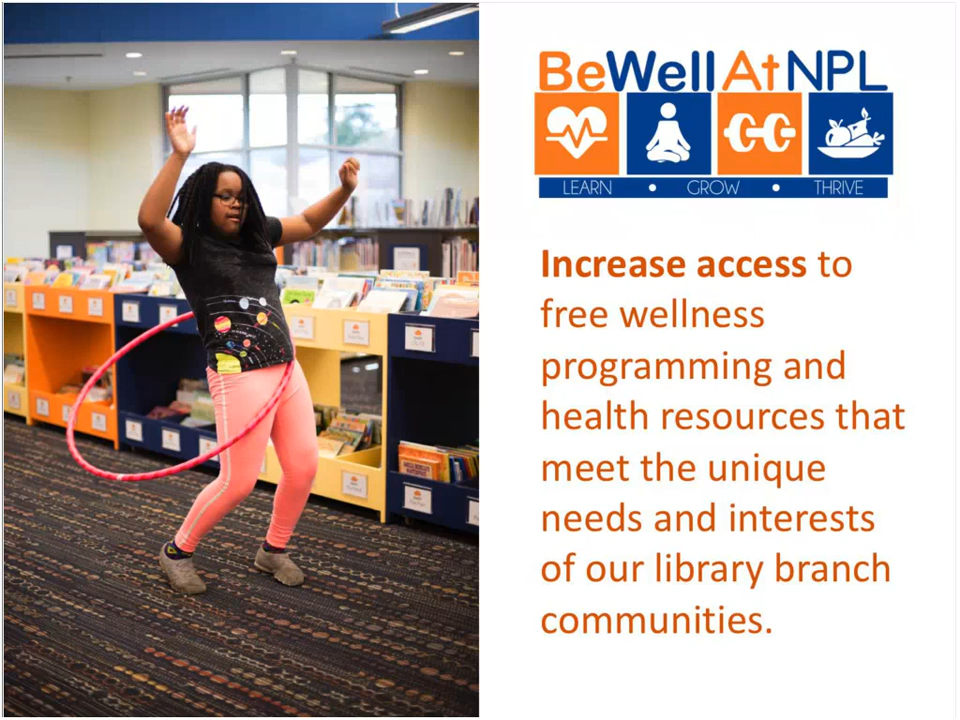 BeWellAtNPL
LEARN • GROW • THRIVE
Increase access to
free wellness
programming and
health resources that
meet the unique
needs and interests
of our library branch
communities.